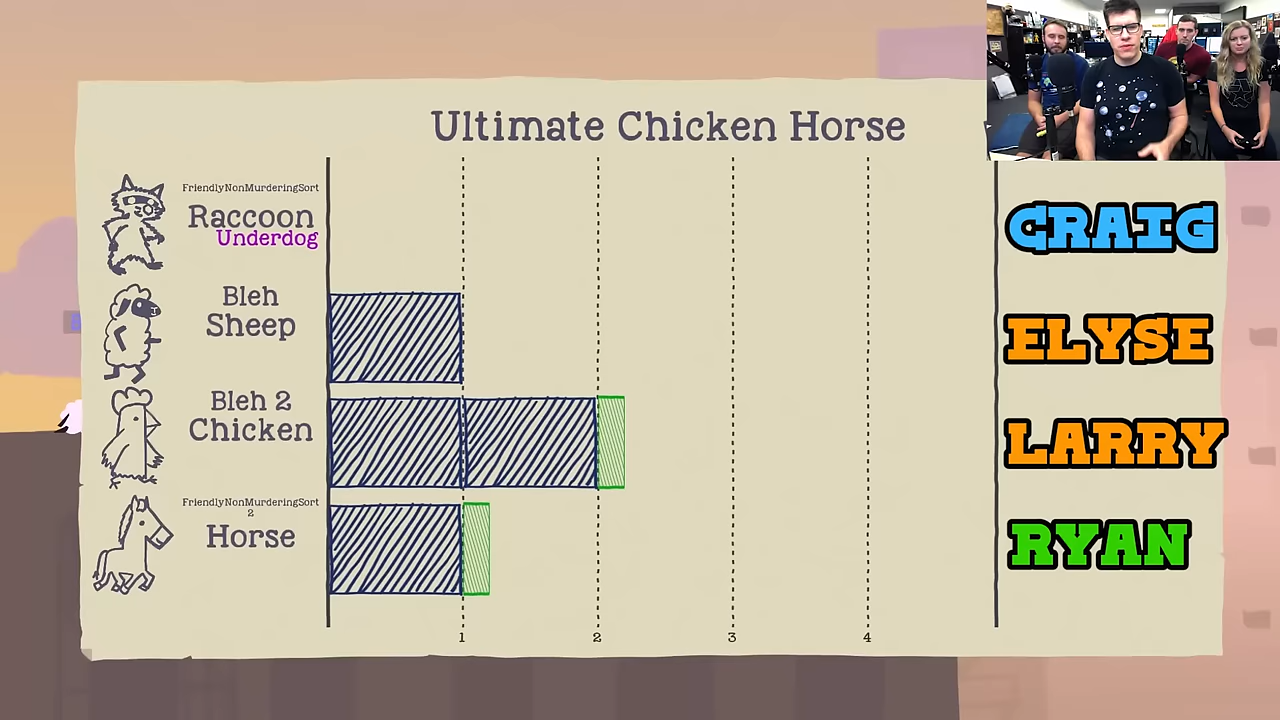 Ultimate Chicken Horse
FriendlyNonMurderingSort
Raccoon
Underdog
CRAIG
Bleh
Sheep
ELYSE
Bleh 2
Chicken
LARRY
FriendlyNonMurderingSort
2
Horse
RYAN
1 2 3 4